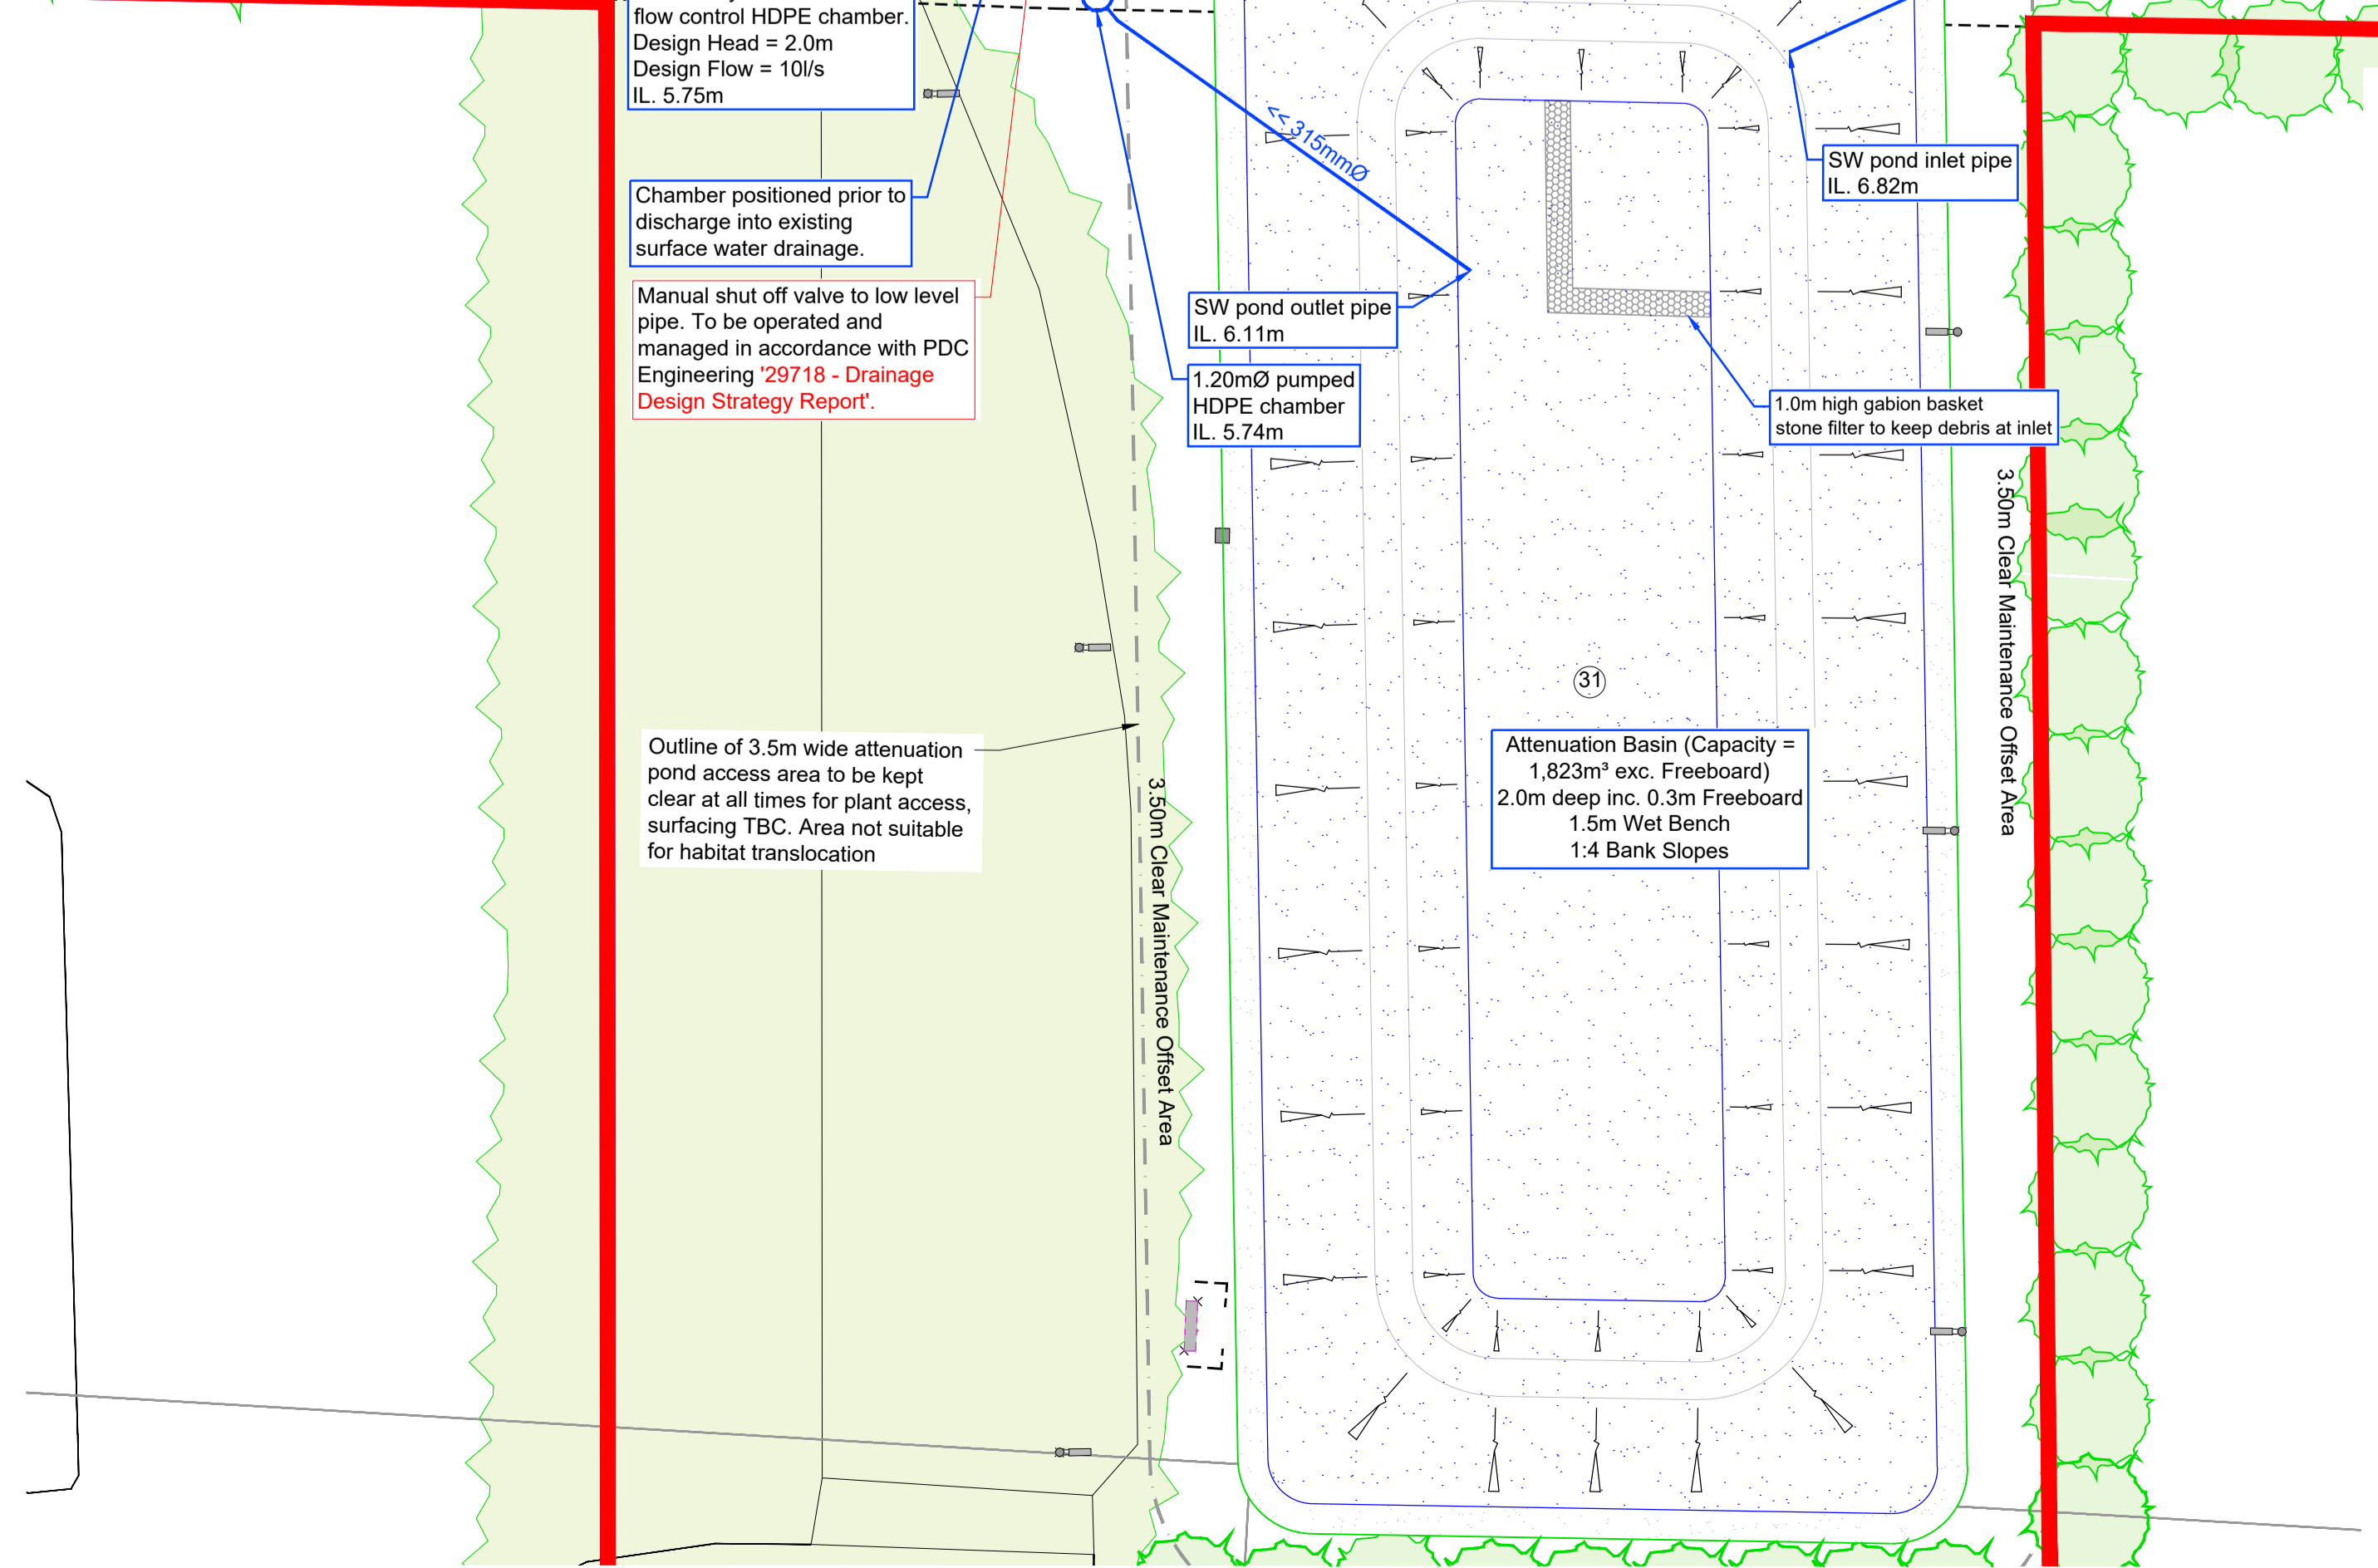 flow control HDPE chamber.
Design Head = 2.0m
Design Flow = 10l/s
IL. 5.75m
Chamber positioned prior to
discharge into existing
surface water drainage.
Manual shut off valve to low level
pipe. To be operated and
managed in accordance with PDC
Engineering '29718 - Drainage
Design Strategy Report'.
<< 315mmØ
SW pond inlet pipe
IL. 6.82m
SW pond outlet pipe
IL. 6.11m
1.20mØ pumped
HDPE chamber
IL. 5.74m
1.0m high gabion basket
stone filter to keep debris at inlet
3.50m Clear Maintenance Offset Area
31
Attenuation Basin (Capacity =
1,823m³ exc. Freeboard)
2.0m deep inc. 0.3m Freeboard
1.5m Wet Bench
1:4 Bank Slopes
Outline of 3.5m wide attenuation
pond access area to be kept
clear at all times for plant access,
surfacing TBC. Area not suitable
for habitat translocation
3.50m Clear Maintenance Offset Area